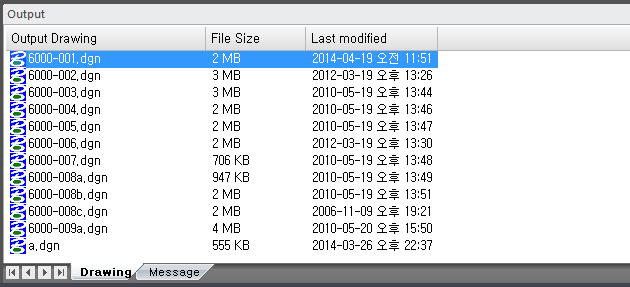 Output
Output Drawing File Size Last modified
6000-001.dgn 2 MB 2014-04-19 오전 11:51
6000-002.dgn 3 MB 2012-03-19 오후 13:26
6000-003.dgn 3 MB 2010-05-19 오후 13:44
6000-004.dgn 2 MB 2010-05-19 오후 13:46
6000-005.dgn 2 MB 2010-05-19 오후 13:47
6000-006.dgn 2 MB 2012-03-19 오후 13:30
6000-007.dgn 706 KB 2010-05-19 오후 13:48
6000-008a.dgn 947 KB 2010-05-19 오후 13:49
6000-008b.dgn 2 MB 2010-05-19 오후 13:51
6000-008c.dgn 2 MB 2006-11-09 오후 19:21
6000-009a.dgn 4 MB 2010-05-20 오후 15:50
a.dgn 555 KB 2014-03-26 오후 22:37
Drawing Message